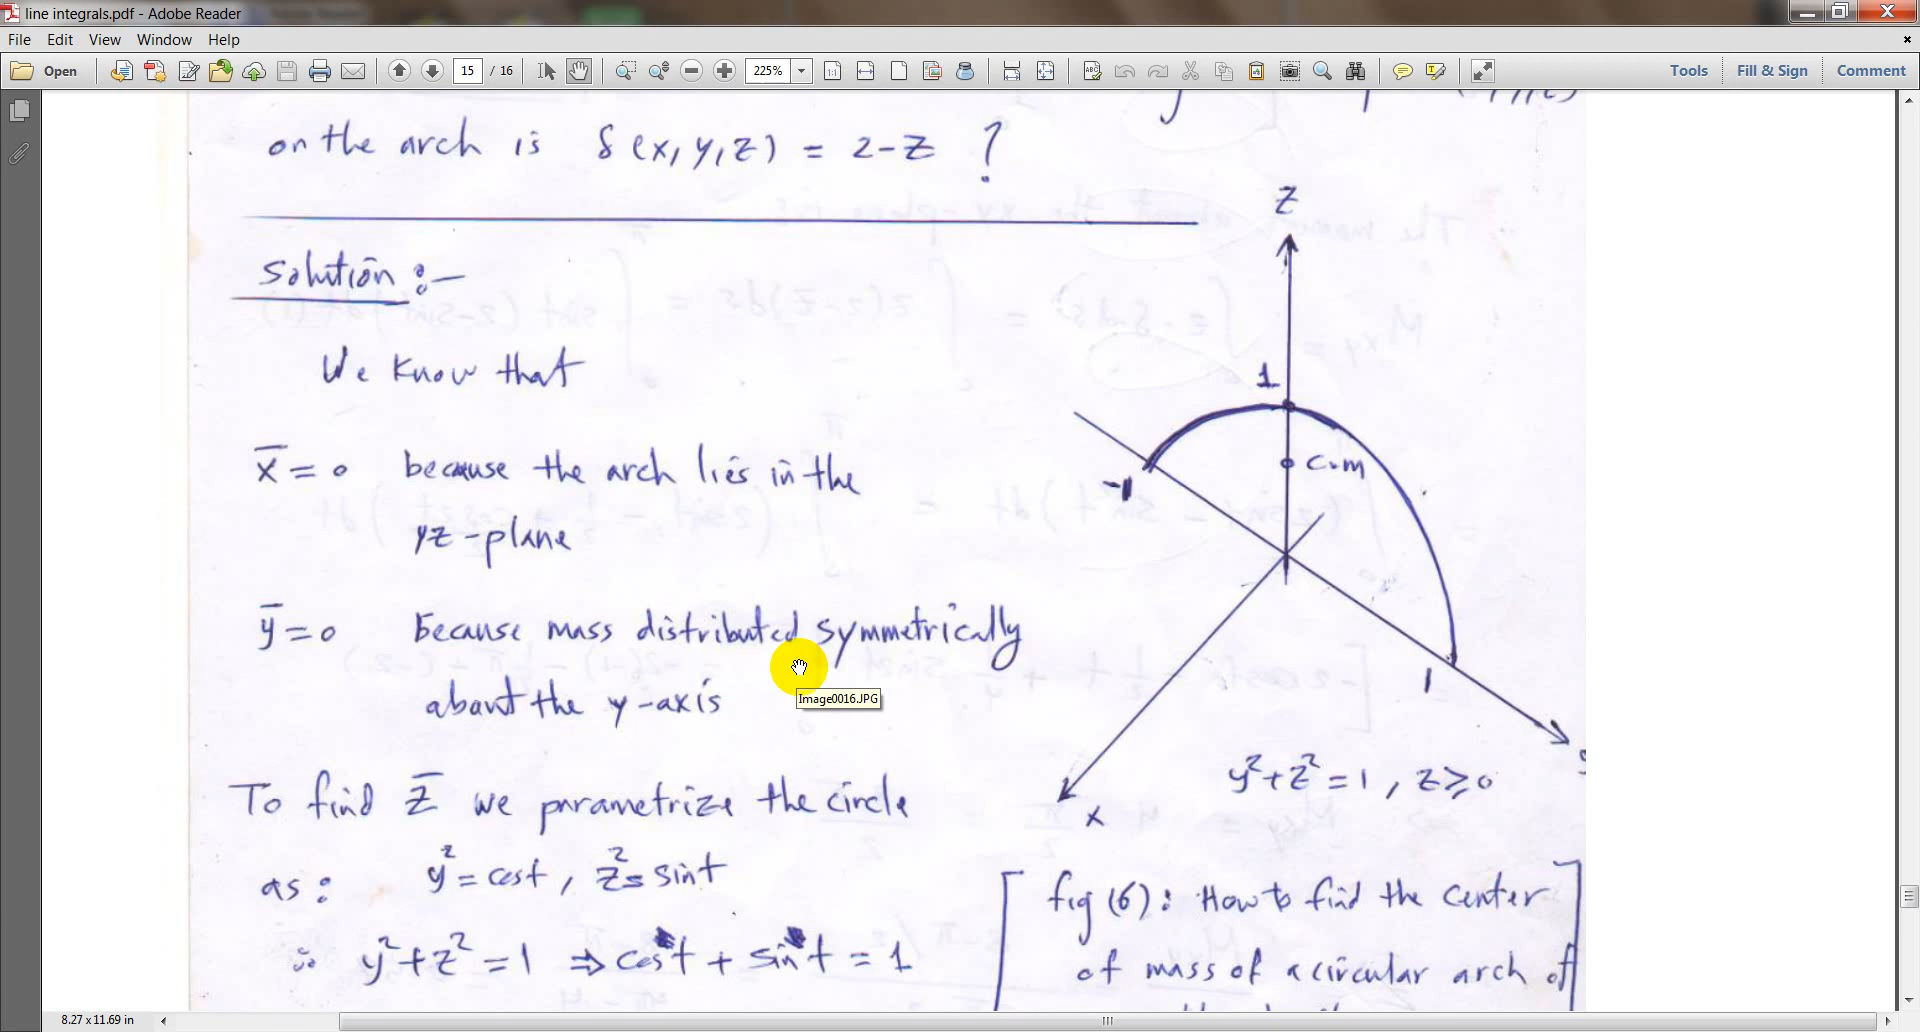 line integrals.pdf - Adobe Reader
File Edit View Window Help
Open 15 / 16 225% Tools Fill & Sign Comment
on the arch is δ(x,y,z) = 2-z ?
Solution :-
We know that
x̄ = 0 because the arch lies in the
yz-plane
ȳ = 0 Because mass distributed symmetrically
about the y-axis
Image0016.JPG
To find z̄ we parametrize the circle
as: y² = cost, z² = sint
∴ y² + z² = 1 ⇒ cost + sint = 1
z
1
c.m
-1
1
x
y² + z² = 1, z ≥ 0
fig (6): How to find the center
of mass of a circular arch of
8.27 x 11.69 in